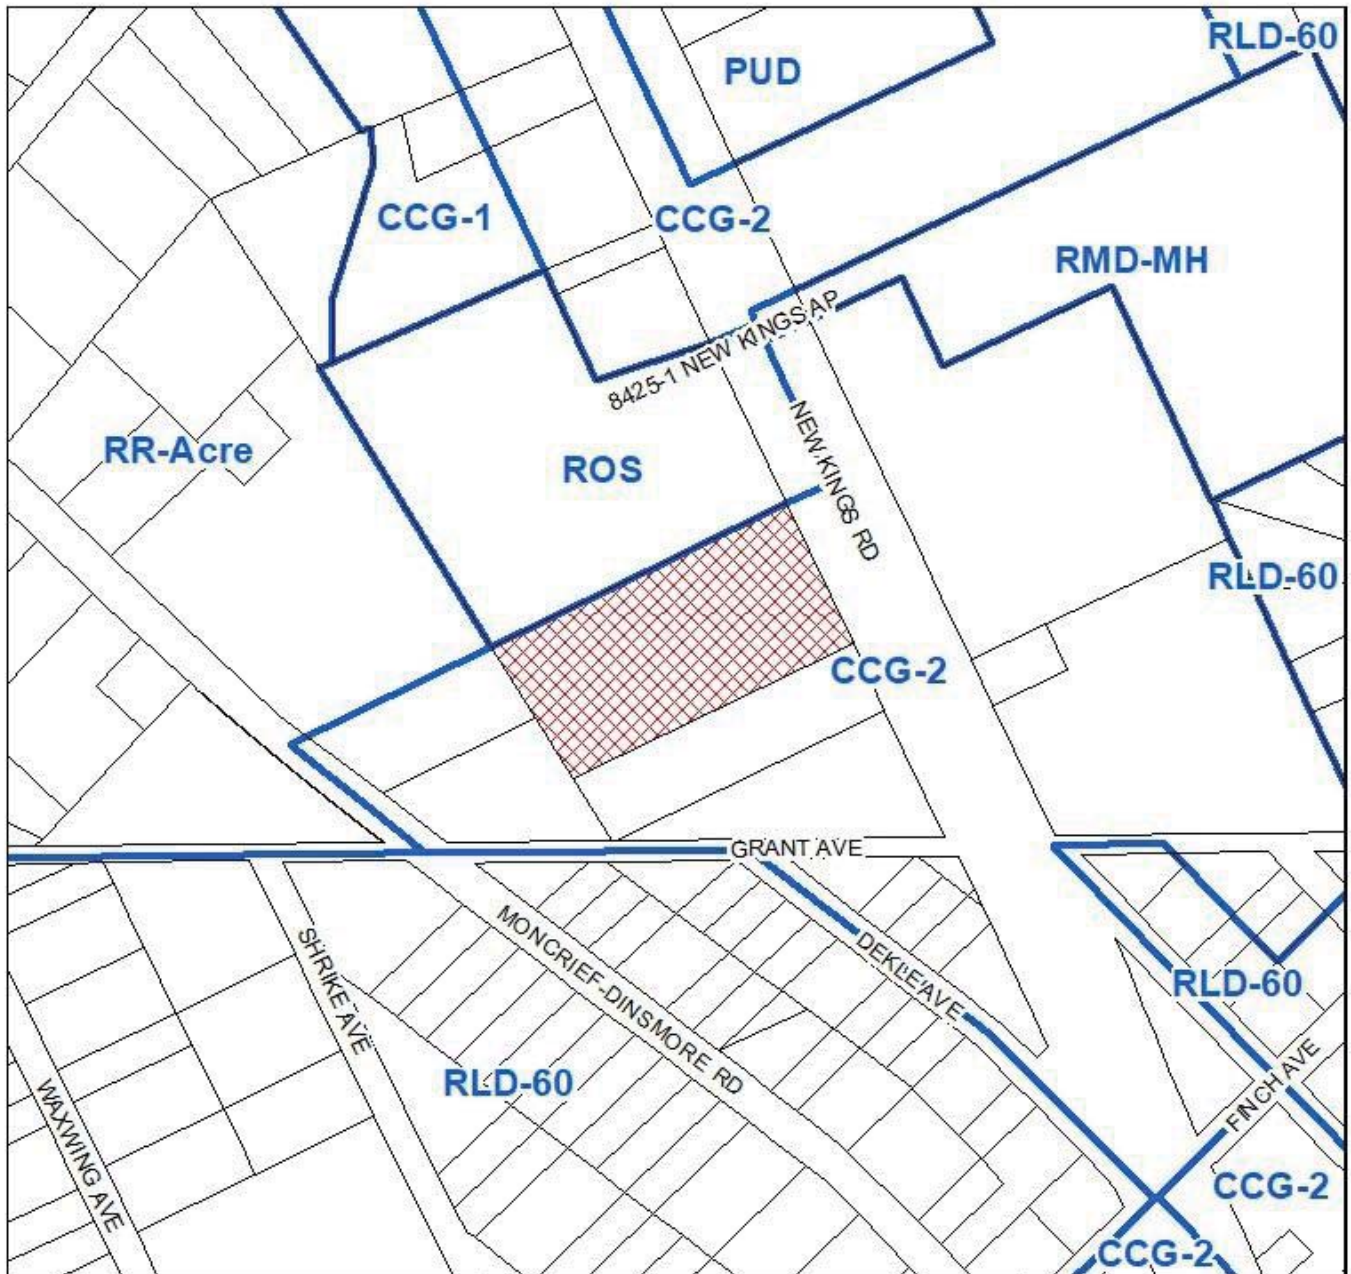 RLD-60
PUD
CCG-1
CCG-2
RMD-MH
8425-1 NEW KINGS AP
RR-Acre
ROS
NEW KINGS RD
RLD-60
CCG-2
GRANT AVE
MONCRIEF-DINSMORE RD
SHRIKE AVE
DEKLE AVE
RLD-60
RLD-60
FINCH AVE
WAXWING AVE
CCG-2
CCG-2